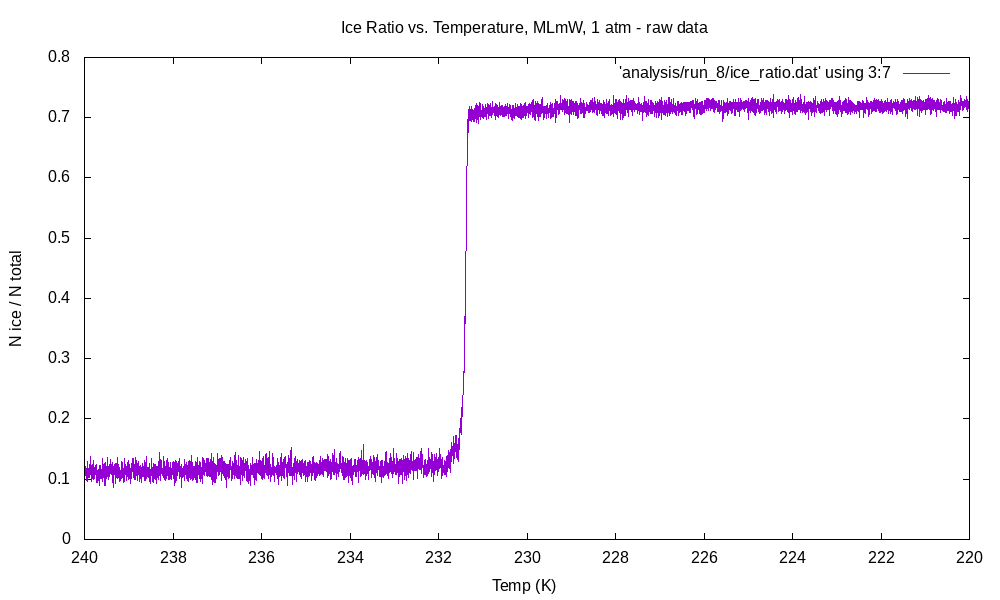 Ice Ratio vs. Temperature, MLmW, 1 atm - raw data
'analysis/run_8/ice_ratio.dat' using 3:7
N ice / N total
0.8
0.7
0.6
0.5
0.4
0.3
0.2
0.1
0
240 238 236 234 232 230 228 226 224 222 220
Temp (K)